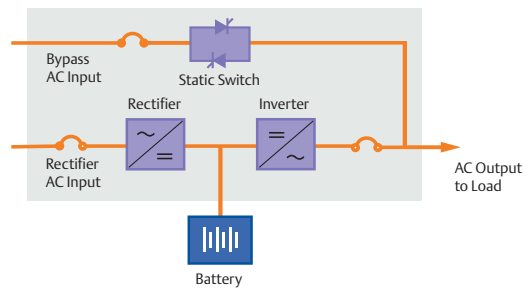 Bypass
AC Input
Static Switch
Rectifier
Inverter
Rectifier
AC Input
AC Output
to Load
Battery